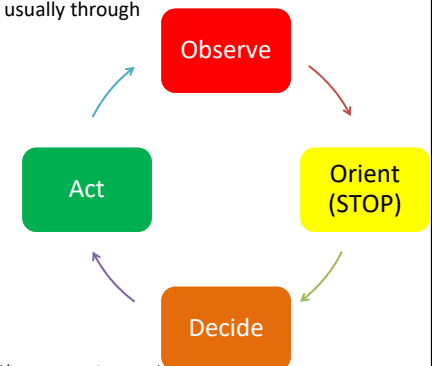 usually through
Observe
Orient
(STOP)
Decide
Act